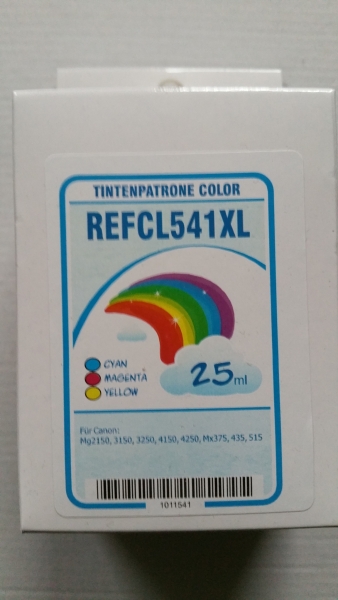 TINTENPATRONE COLOR
REFCL541XL
25ml
CYAN
MAGENTA
YELLOW
Für Canon:
Mg2150, 3150, 3250, 4150, 4250, Mx375, 435, 515
1011541